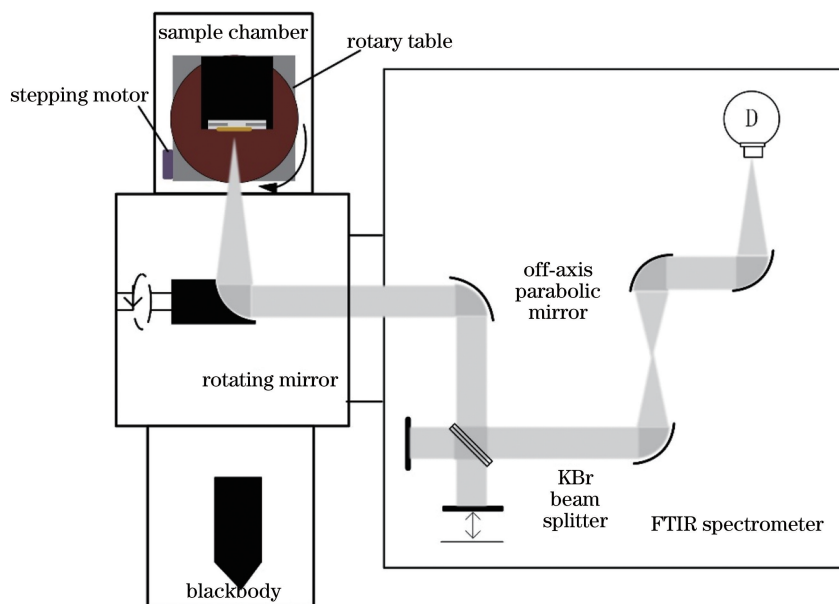 sample chamber
rotary table
stepping motor
D
off-axis
parabolic
mirror
rotating mirror
KBr
beam
splitter
FTIR spectrometer
blackbody